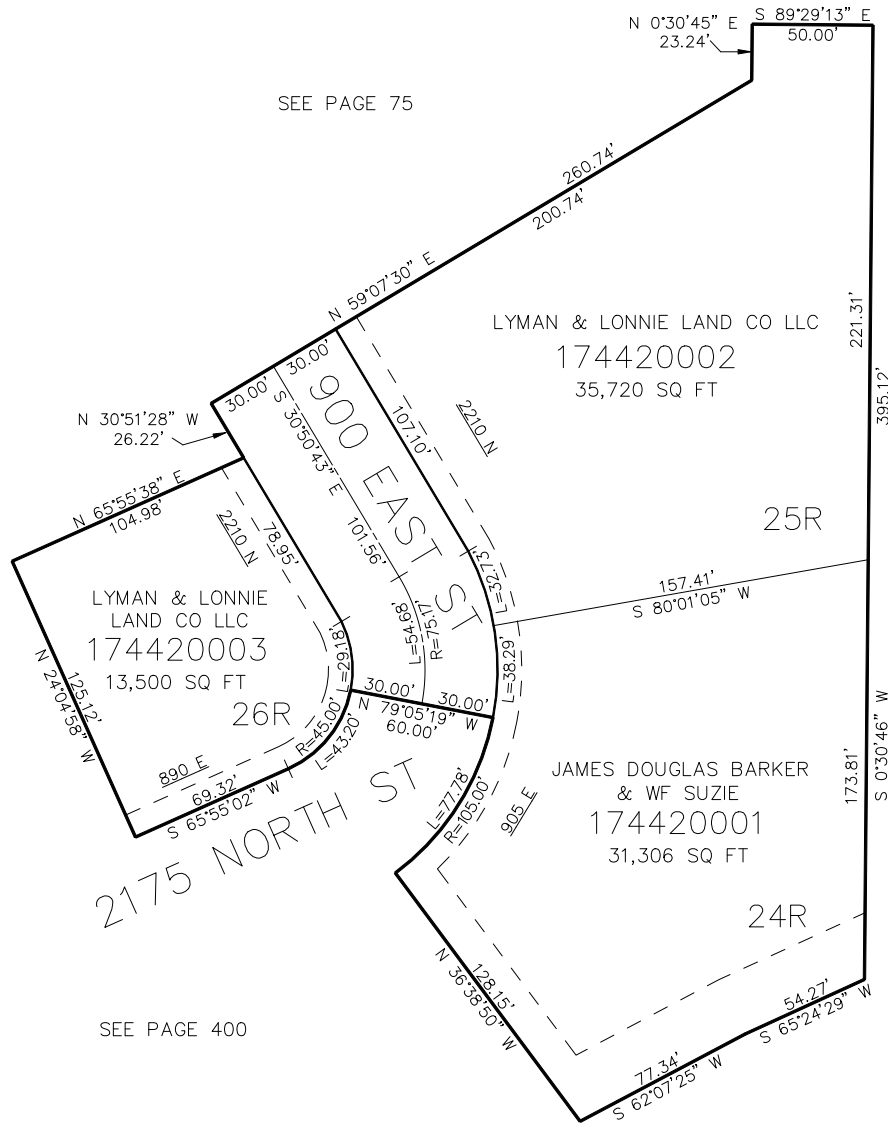 S 89°29'13" E
50.00'
N 0°30'45" E
23.24'
SEE PAGE 75
260.74'
200.74'
N 59°07'30" E
LYMAN & LONNIE LAND CO LLC
174420002
35,720 SQ FT
221.31'
395.12'
30.00'
30.00'
N 30°51'28" W
26.22'
900 EAST ST
S 30°50'43" E
107.10'
2210 N
N 65°55'38" E
104.98'
2210 N
78.95'
101.56'
25R
L=32.73'
157.41'
S 80°01'05" W
LYMAN & LONNIE
LAND CO LLC
174420003
13,500 SQ FT
L=29.18'
L=54.68'
R=75.17'
L=38.29'
N 24°04'58" W
125.12'
26R
30.00'
30.00'
N 79°05'19" W
60.00'
R=45.00'
L=43.20'
S 0°30'46" W
173.81'
890 E
69.32'
S 65°55'02" W
2175 NORTH ST
L=77.78'
R=105.00'
905 E
JAMES DOUGLAS BARKER
& WF SUZIE
174420001
31,306 SQ FT
24R
128.15'
N 36°38'50" W
54.27'
S 65°24'29" W
SEE PAGE 400
77.34'
S 62°07'25" W